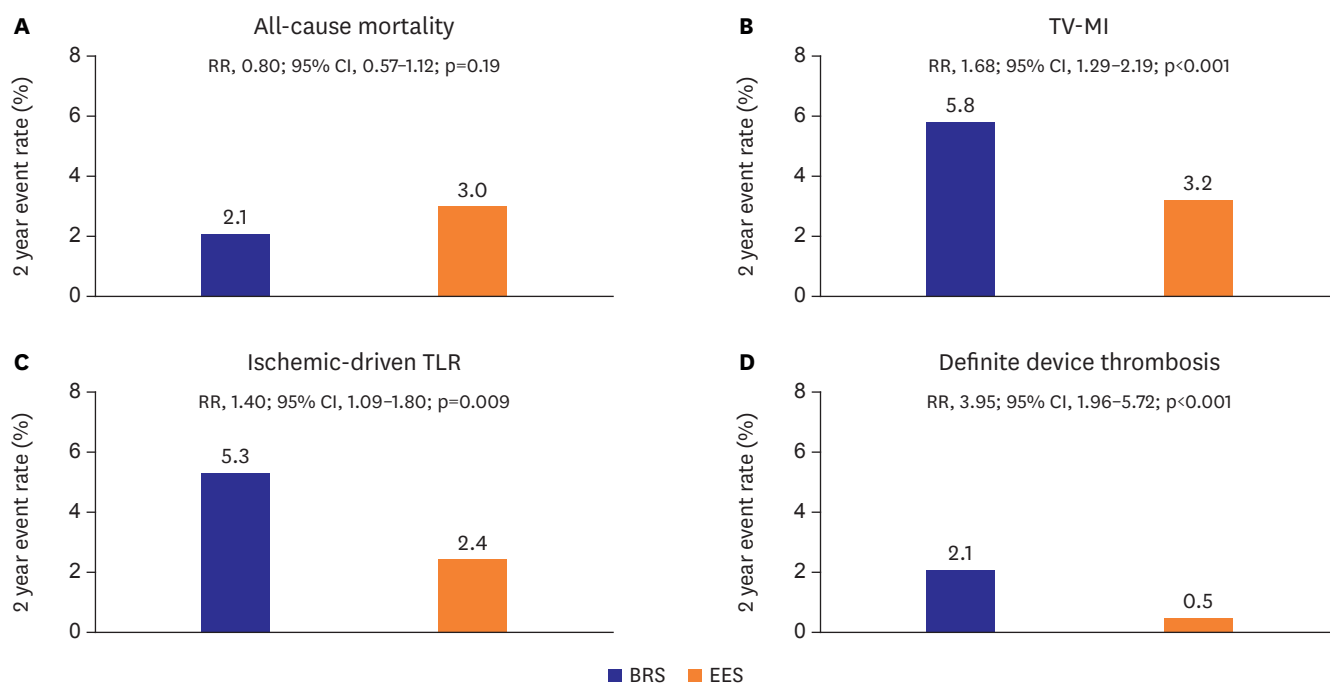 A
All-cause mortality
RR, 0.80; 95% CI, 0.57–1.12; p=0.19
2 year event rate (%)
8
6
4
2
0
2.1
3.0
B
TV-MI
RR, 1.68; 95% CI, 1.29–2.19; p<0.001
2 year event rate (%)
8
6
4
2
0
5.8
3.2
C
Ischemic-driven TLR
RR, 1.40; 95% CI, 1.09–1.80; p=0.009
2 year event rate (%)
8
6
4
2
0
5.3
2.4
D
Definite device thrombosis
RR, 3.95; 95% CI, 1.96–5.72; p<0.001
2 year event rate (%)
8
6
4
2
0
2.1
0.5
BRS EES